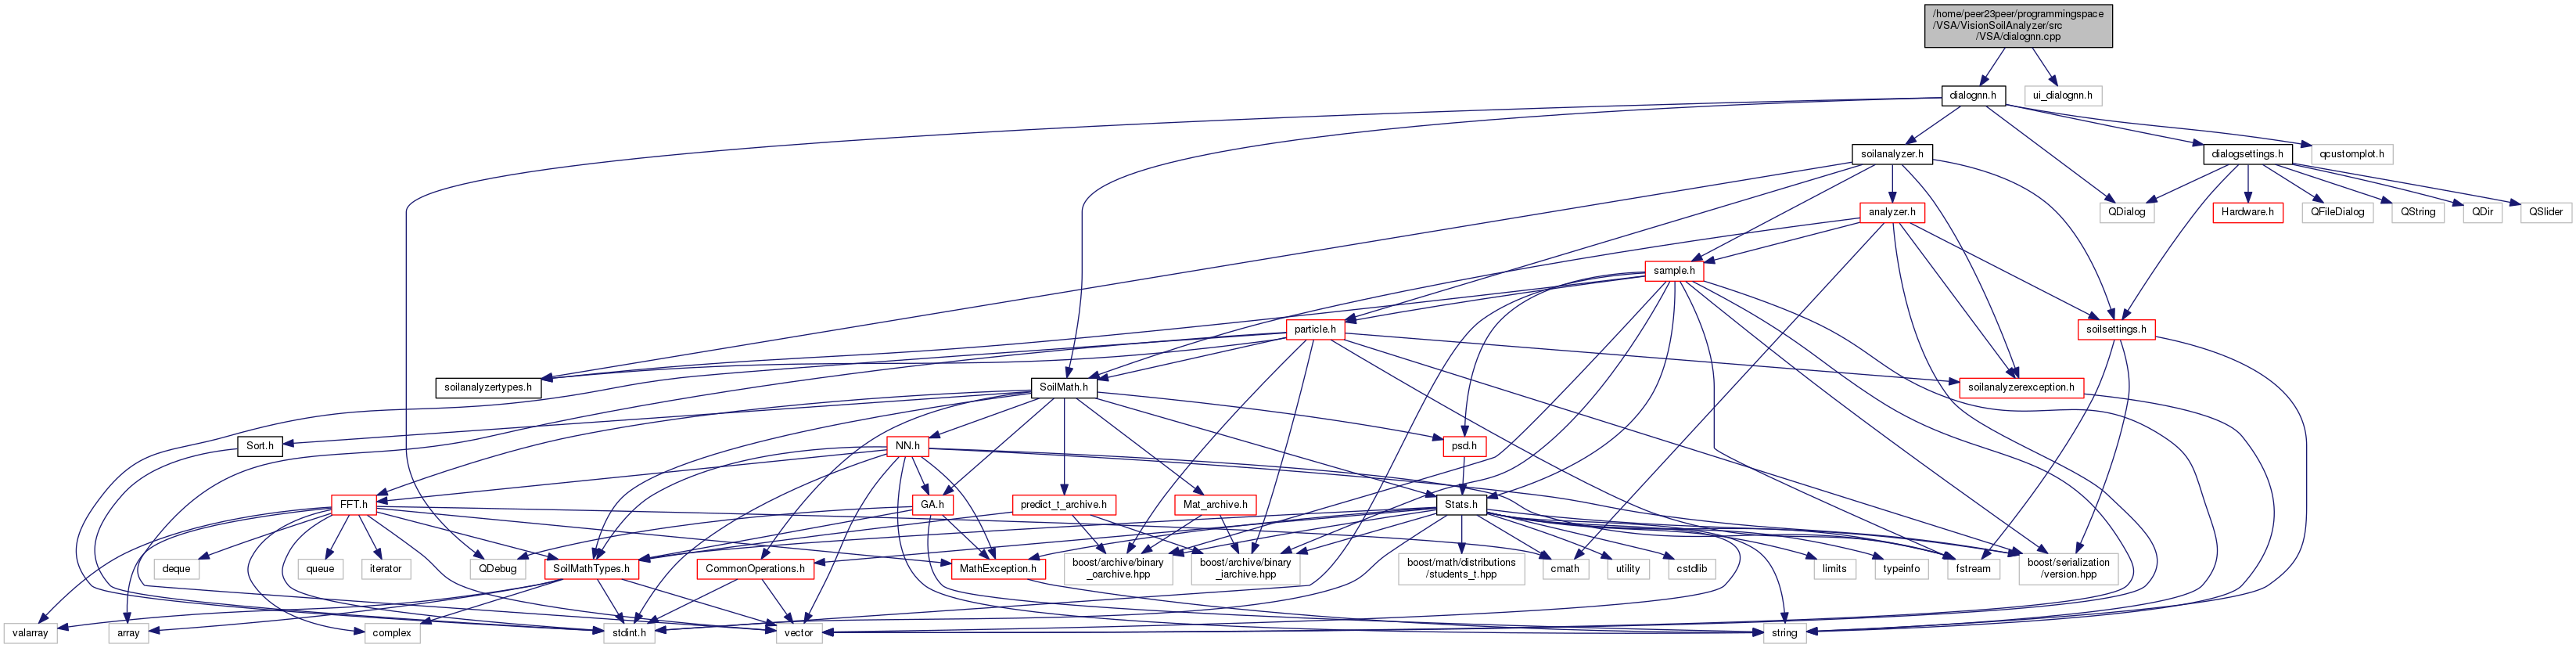 /home/peer23peer/programmingspace
/VSA/VisionSoilAnalyzer/src
/VSA/dialognn.cpp
dialognn.h
ui_dialognn.h
soilanalyzer.h
dialogsettings.h
qcustomplot.h
analyzer.h
QDialog
Hardware.h
QFileDialog
QString
QDir
QSlider
sample.h
particle.h
soilsettings.h
soilanalyzertypes.h
SoilMath.h
soilanalyzerexception.h
Sort.h
NN.h
psd.h
FFT.h
GA.h
predict_t_archive.h
Mat_archive.h
Stats.h
deque
queue
iterator
QDebug
SoilMathTypes.h
CommonOperations.h
MathException.h
boost/archive/binary
_oarchive.hpp
boost/archive/binary
_iarchive.hpp
boost/math/distributions
/students_t.hpp
cmath
utility
cstdlib
limits
typeinfo
fstream
boost/serialization
/version.hpp
valarray
array
complex
stdint.h
vector
string